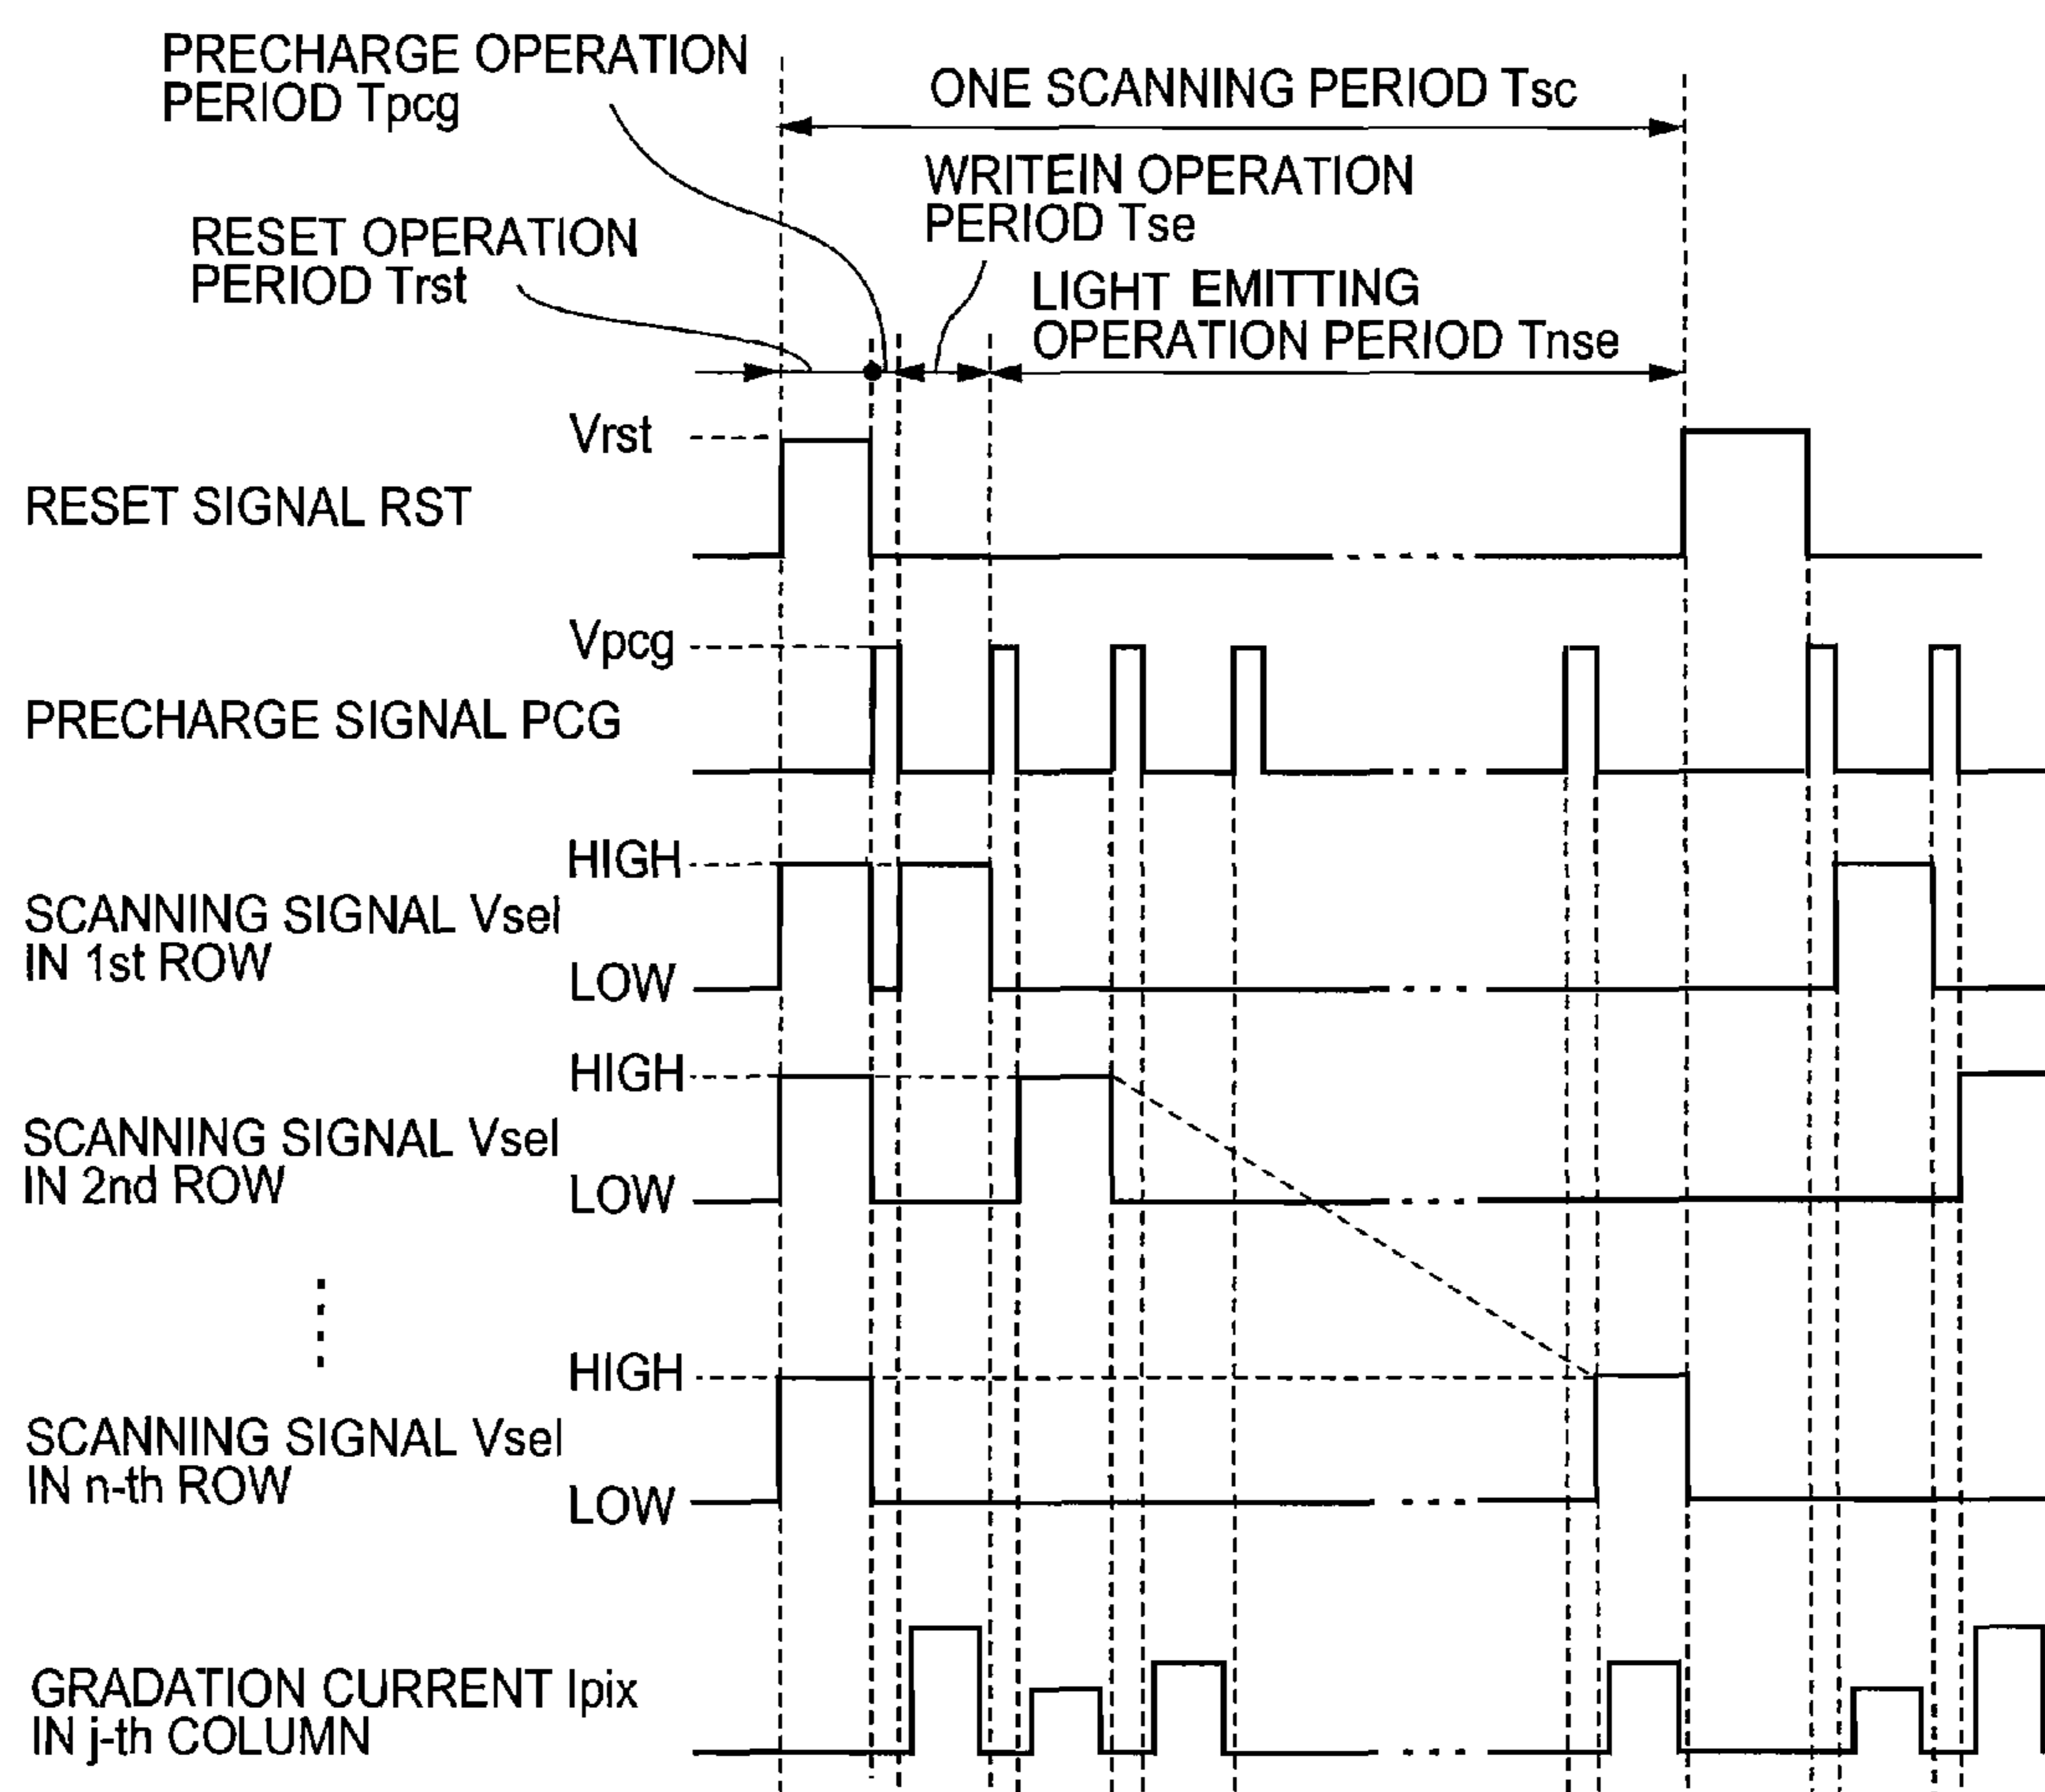 PRECHARGE OPERATION
PERIOD Tpcg
ONE SCANNING PERIOD Tsc
WRITEIN OPERATION
PERIOD Tse
RESET OPERATION
PERIOD Trst
LIGHT EMITTING
OPERATION PERIOD Tnse
Vrst
RESET SIGNAL RST
Vpcg
PRECHARGE SIGNAL PCG
HIGH
SCANNING SIGNAL Vsel
IN 1st ROW
LOW
HIGH
SCANNING SIGNAL Vsel
IN 2nd ROW
LOW
HIGH
SCANNING SIGNAL Vsel
IN n-th ROW
LOW
GRADATION CURRENT Ipix
IN j-th COLUMN